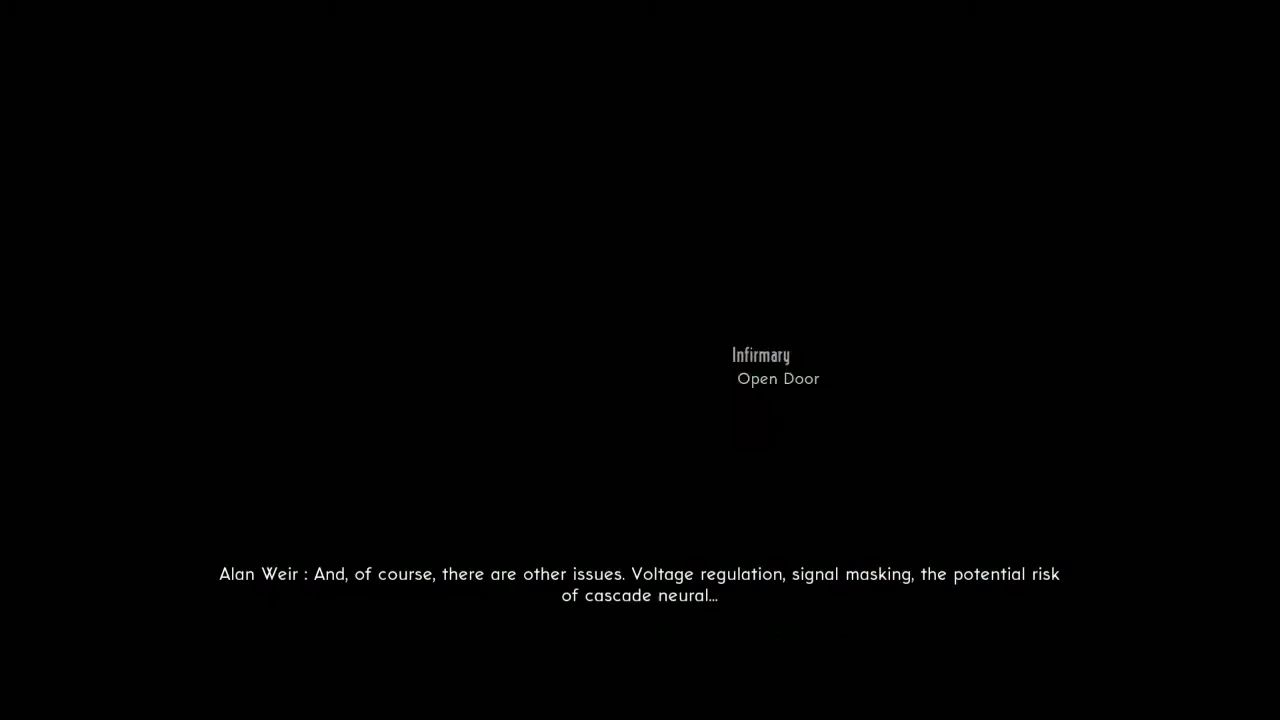 Infirmary
Open Door
Alan Weir : And, of course, there are other issues. Voltage regulation, signal masking, the potential risk
of cascade neural...